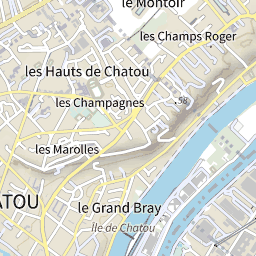 le Montoir
les Champs Roger
les Hauts de Chatou
les Champagnes
58
les Marolles
ATOU
le Grand Bray
Île de Chatou